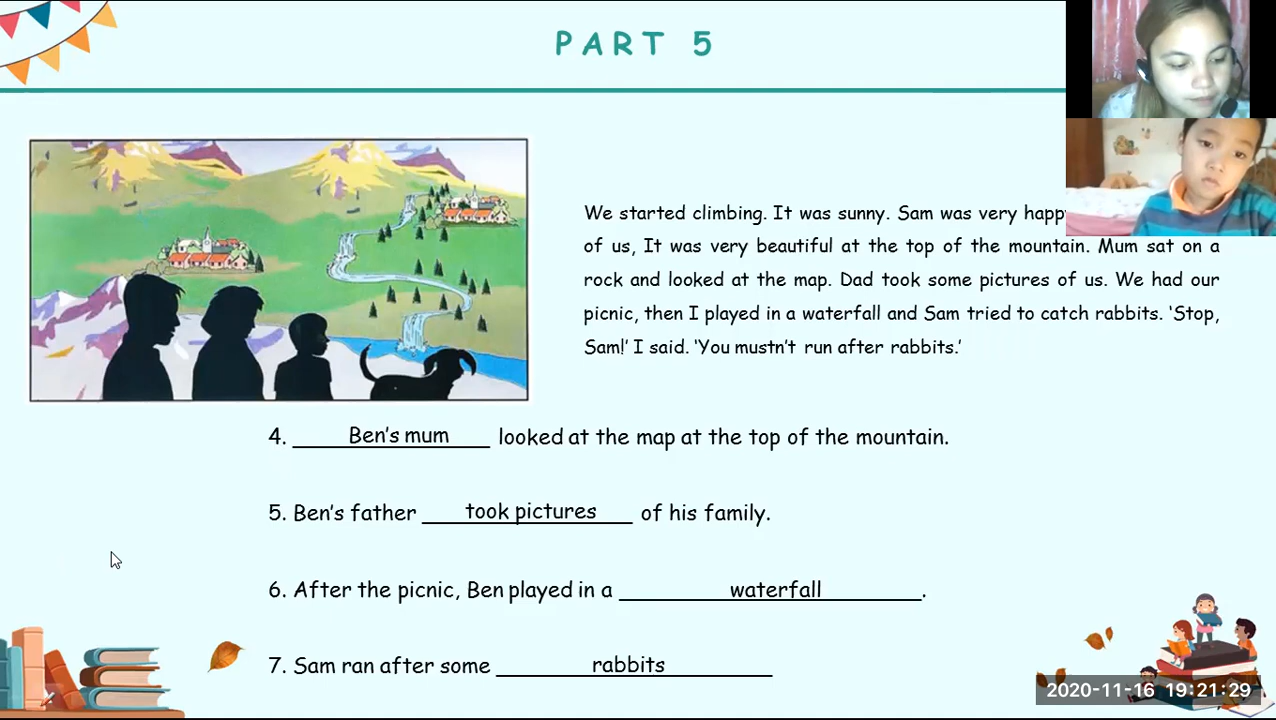 PART 5
We started climbing. It was sunny. Sam was very happy
of us, It was very beautiful at the top of the mountain. Mum sat on a
rock and looked at the map. Dad took some pictures of us. We had our
picnic, then I played in a waterfall and Sam tried to catch rabbits. ‘Stop,
Sam!’ I said. ‘You mustn’t run after rabbits.’
4. Ben’s mum looked at the map at the top of the mountain.
5. Ben’s father took pictures of his family.
6. After the picnic, Ben played in a waterfall.
7. Sam ran after some rabbits
2020-11-16 19:21:29